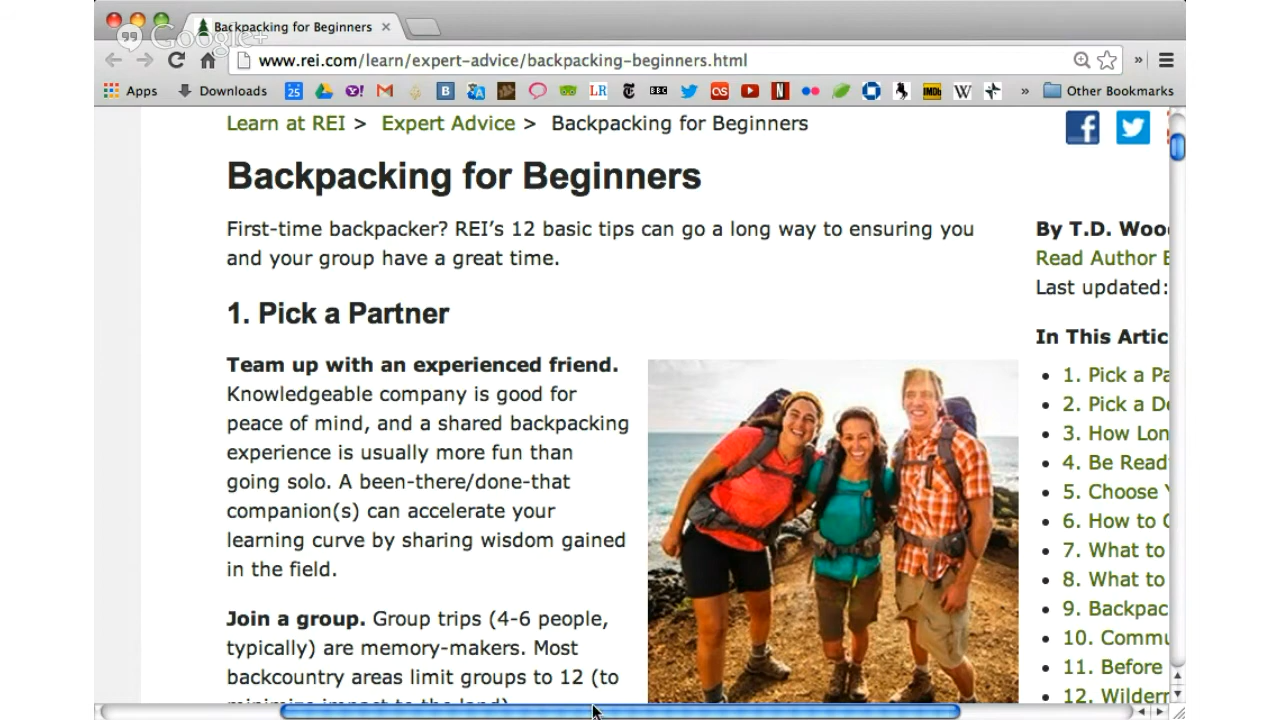 Backpacking for Beginners
Google+
www.rei.com/learn/expert-advice/backpacking-beginners.html
Apps Downloads Other Bookmarks
Learn at REI > Expert Advice > Backpacking for Beginners
Backpacking for Beginners
First-time backpacker? REI’s 12 basic tips can go a long way to ensuring you
and your group have a great time.
1. Pick a Partner
Team up with an experienced friend.
Knowledgeable company is good for
peace of mind, and a shared backpacking
experience is usually more fun than
going solo. A been-there/done-that
companion(s) can accelerate your
learning curve by sharing wisdom gained
in the field.
Join a group. Group trips (4-6 people,
typically) are memory-makers. Most
backcountry areas limit groups to 12 (to
minimize impact to the land).
By T.D. Woo
Read Author
Last updated:
In This Artic
1. Pick a Pa
2. Pick a De
3. How Lon
4. Be Read
5. Choose
6. How to
7. What to
8. What to
9. Backpac
10. Commu
11. Before
12. Wildern